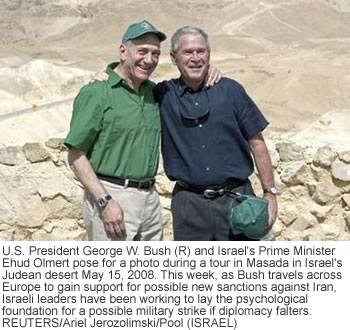 U.S. President George W. Bush (R) and Israel's Prime Minister
Ehud Olmert pose for a photo during a tour in Masada in Israel's
Judean desert May 15, 2008. This week, as Bush travels across
Europe to gain support for possible new sanctions against Iran,
Israeli leaders have been working to lay the psychological
foundation for a possible military strike if diplomacy falters.
REUTERS/Ariel Jerozolimski/Pool (ISRAEL)